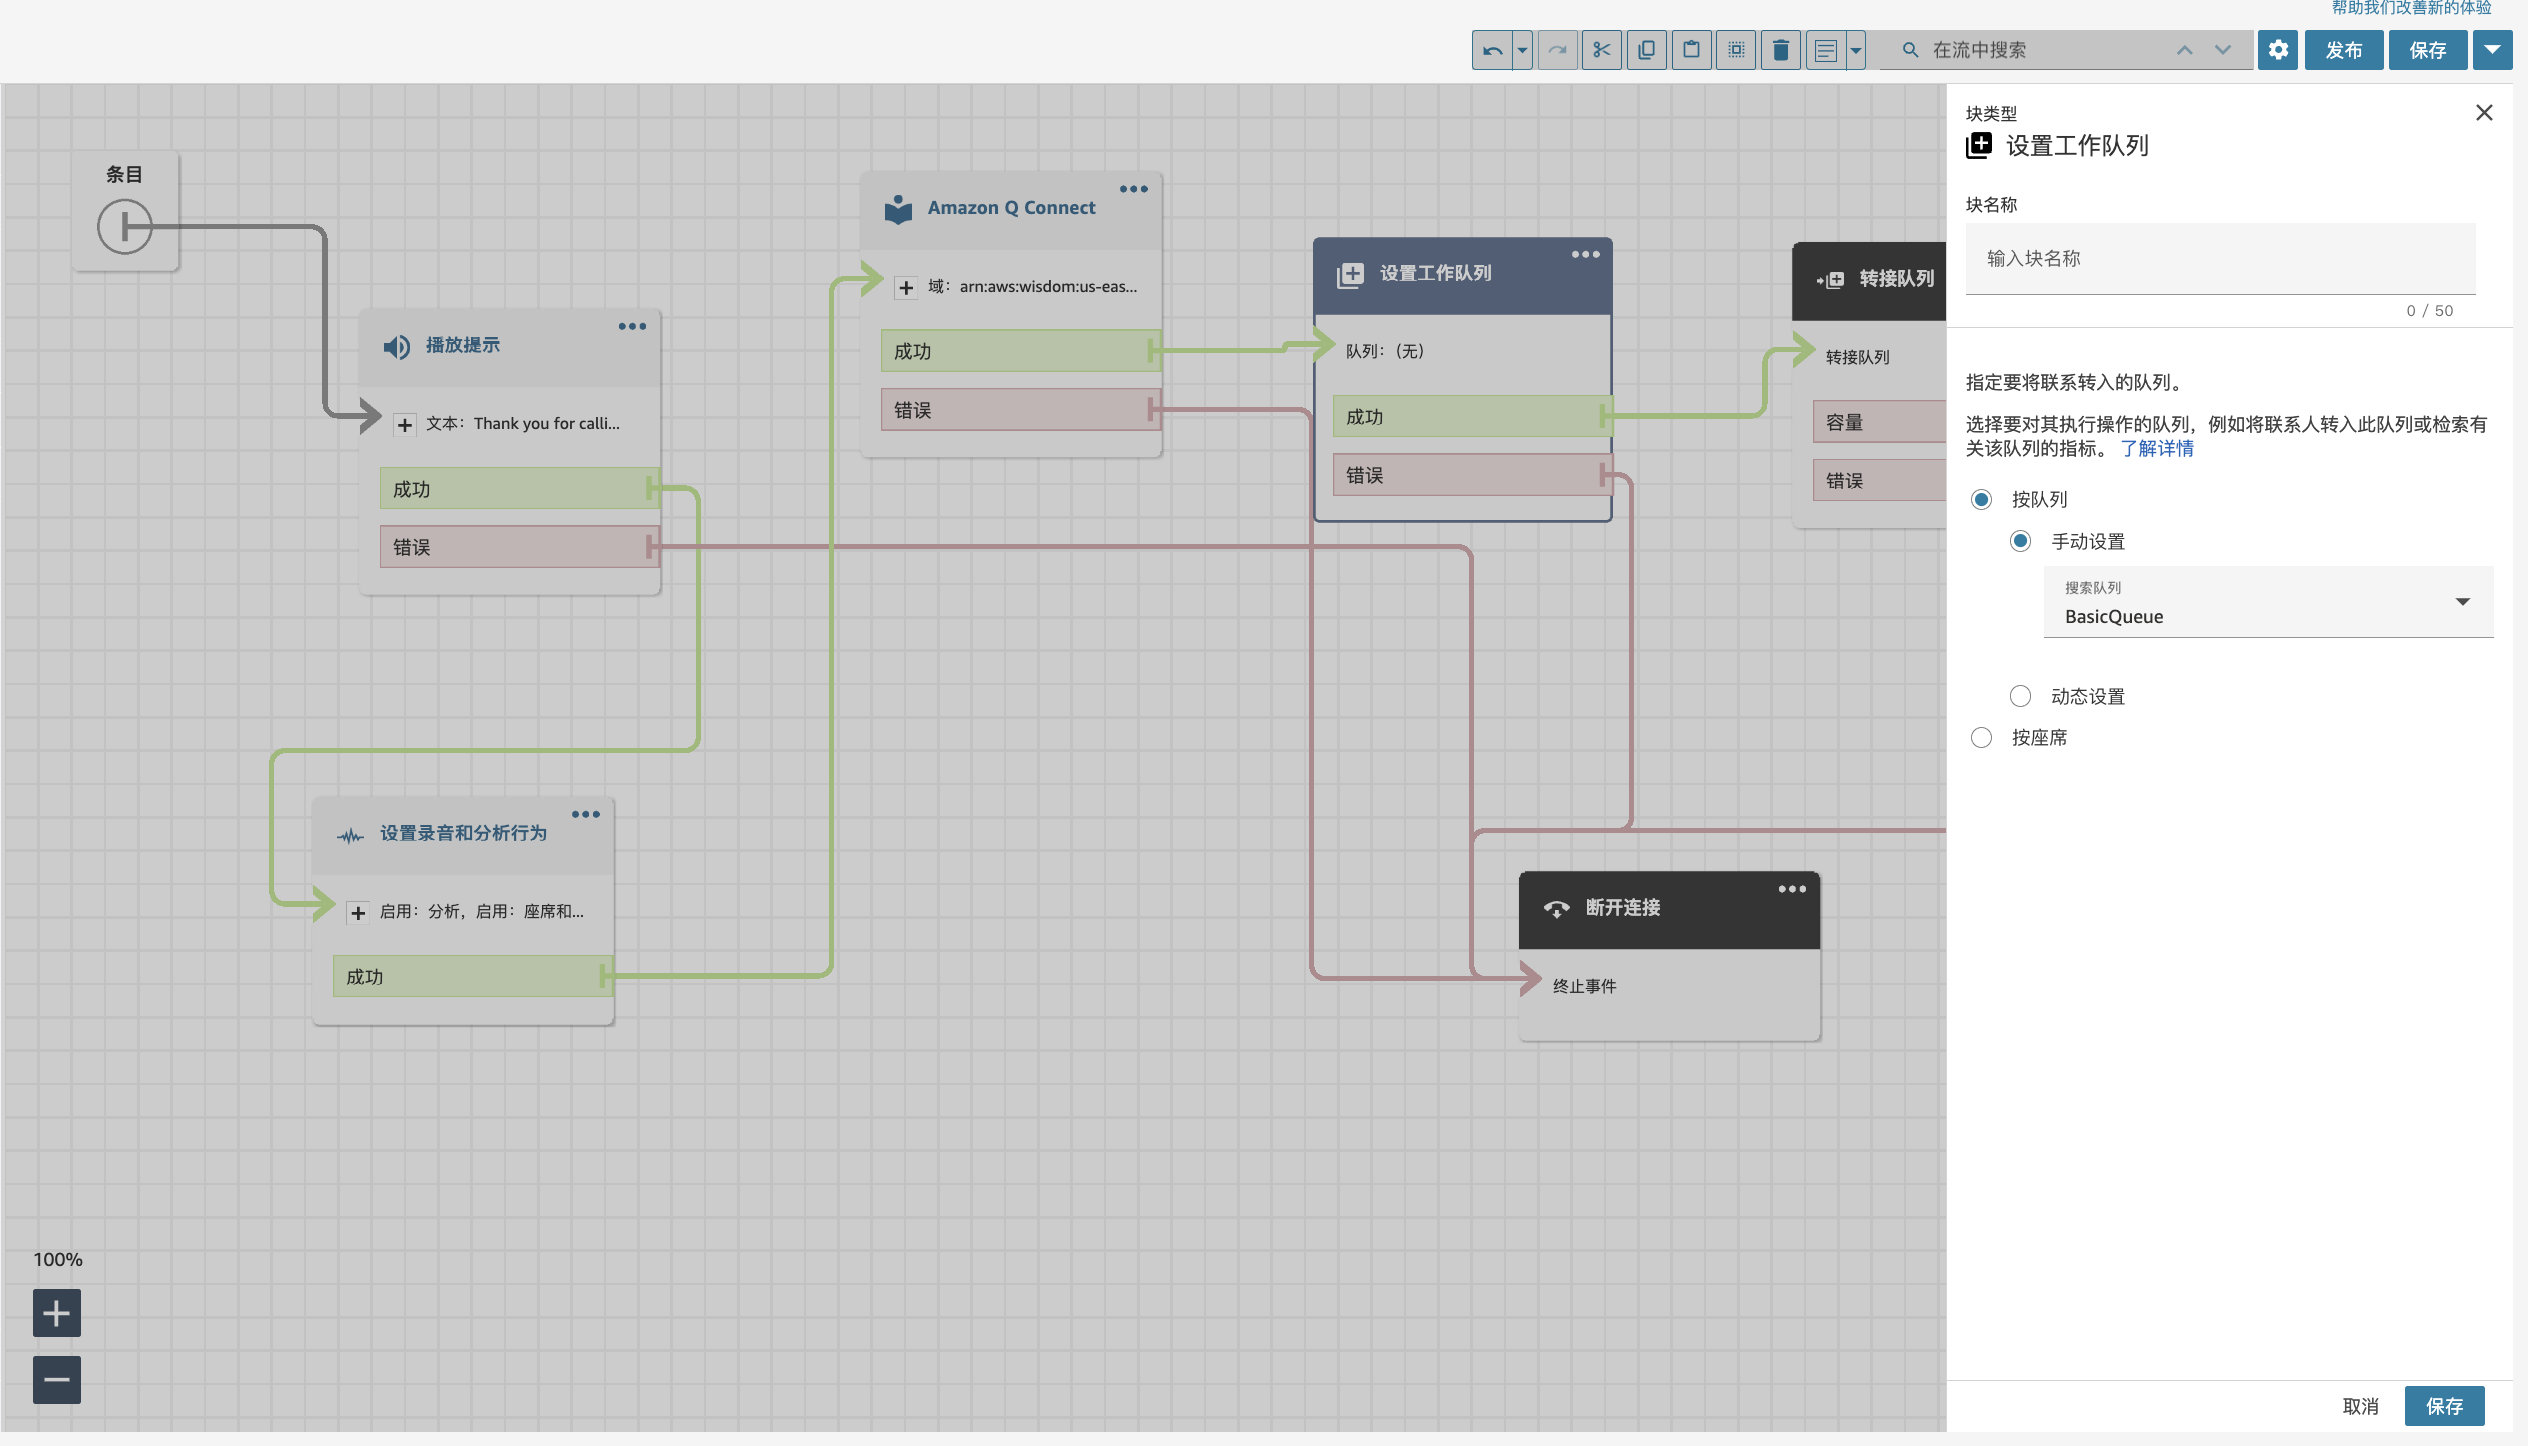 帮助我们改善新的体验
在流中搜索
发布
保存
条目
播放提示
文本：Thank you for calli...
成功
错误
设置录音和分析行为
启用：分析，启用：座席和...
成功
Amazon Q Connect
域：arn:aws:wisdom:us-eas...
成功
错误
设置工作队列
队列：（无）
成功
错误
转接队列
转接队列
容量
错误
断开连接
终止事件
100%
块类型
设置工作队列
块名称
输入块名称
0 / 50
指定要将联系转入的队列。
选择要对其执行操作的队列，例如将联系人转入此队列或检索有
关该队列的指标。 了解详情
按队列
手动设置
搜索队列
BasicQueue
动态设置
按座席
取消
保存